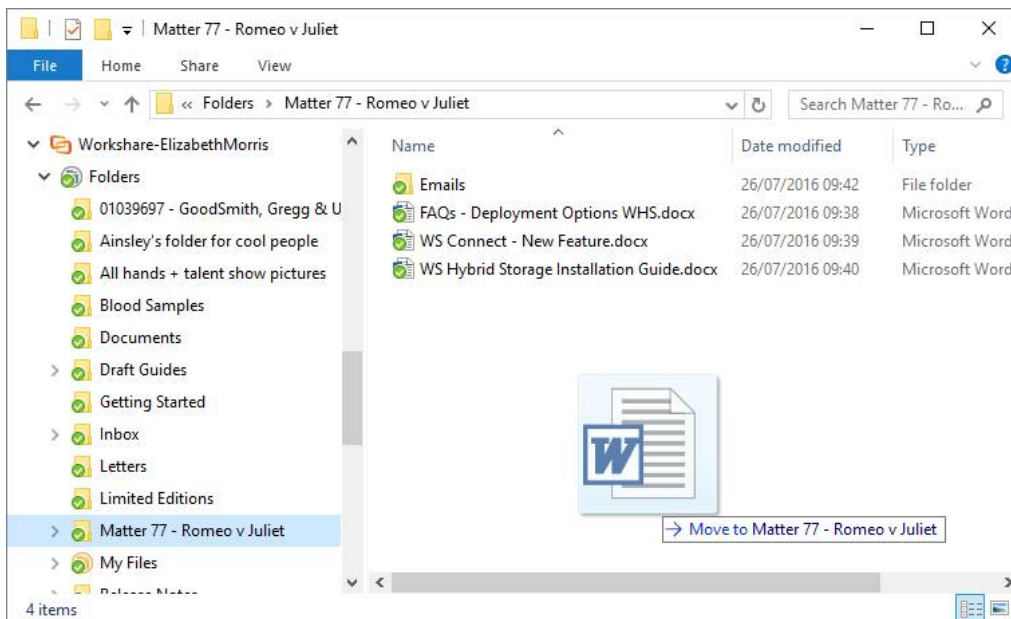 Matter 77 - Romeo v Juliet
File Home Share View
« Folders > Matter 77 - Romeo v Juliet Search Matter 77 - Ro...
Workshare-ElizabethMorris
Folders
01039697 - GoodSmith, Gregg & U
Ainsley's folder for cool people
All hands + talent show pictures
Blood Samples
Documents
Draft Guides
Getting Started
Inbox
Letters
Limited Editions
Matter 77 - Romeo v Juliet
My Files
Release Notes
Name Date modified Type
Emails 26/07/2016 09:42 File folder
FAQs - Deployment Options WHS.docx 26/07/2016 09:38 Microsoft Word
WS Connect - New Feature.docx 26/07/2016 09:39 Microsoft Word
WS Hybrid Storage Installation Guide.docx 26/07/2016 09:40 Microsoft Word
W
→ Move to Matter 77 - Romeo v Juliet
4 items